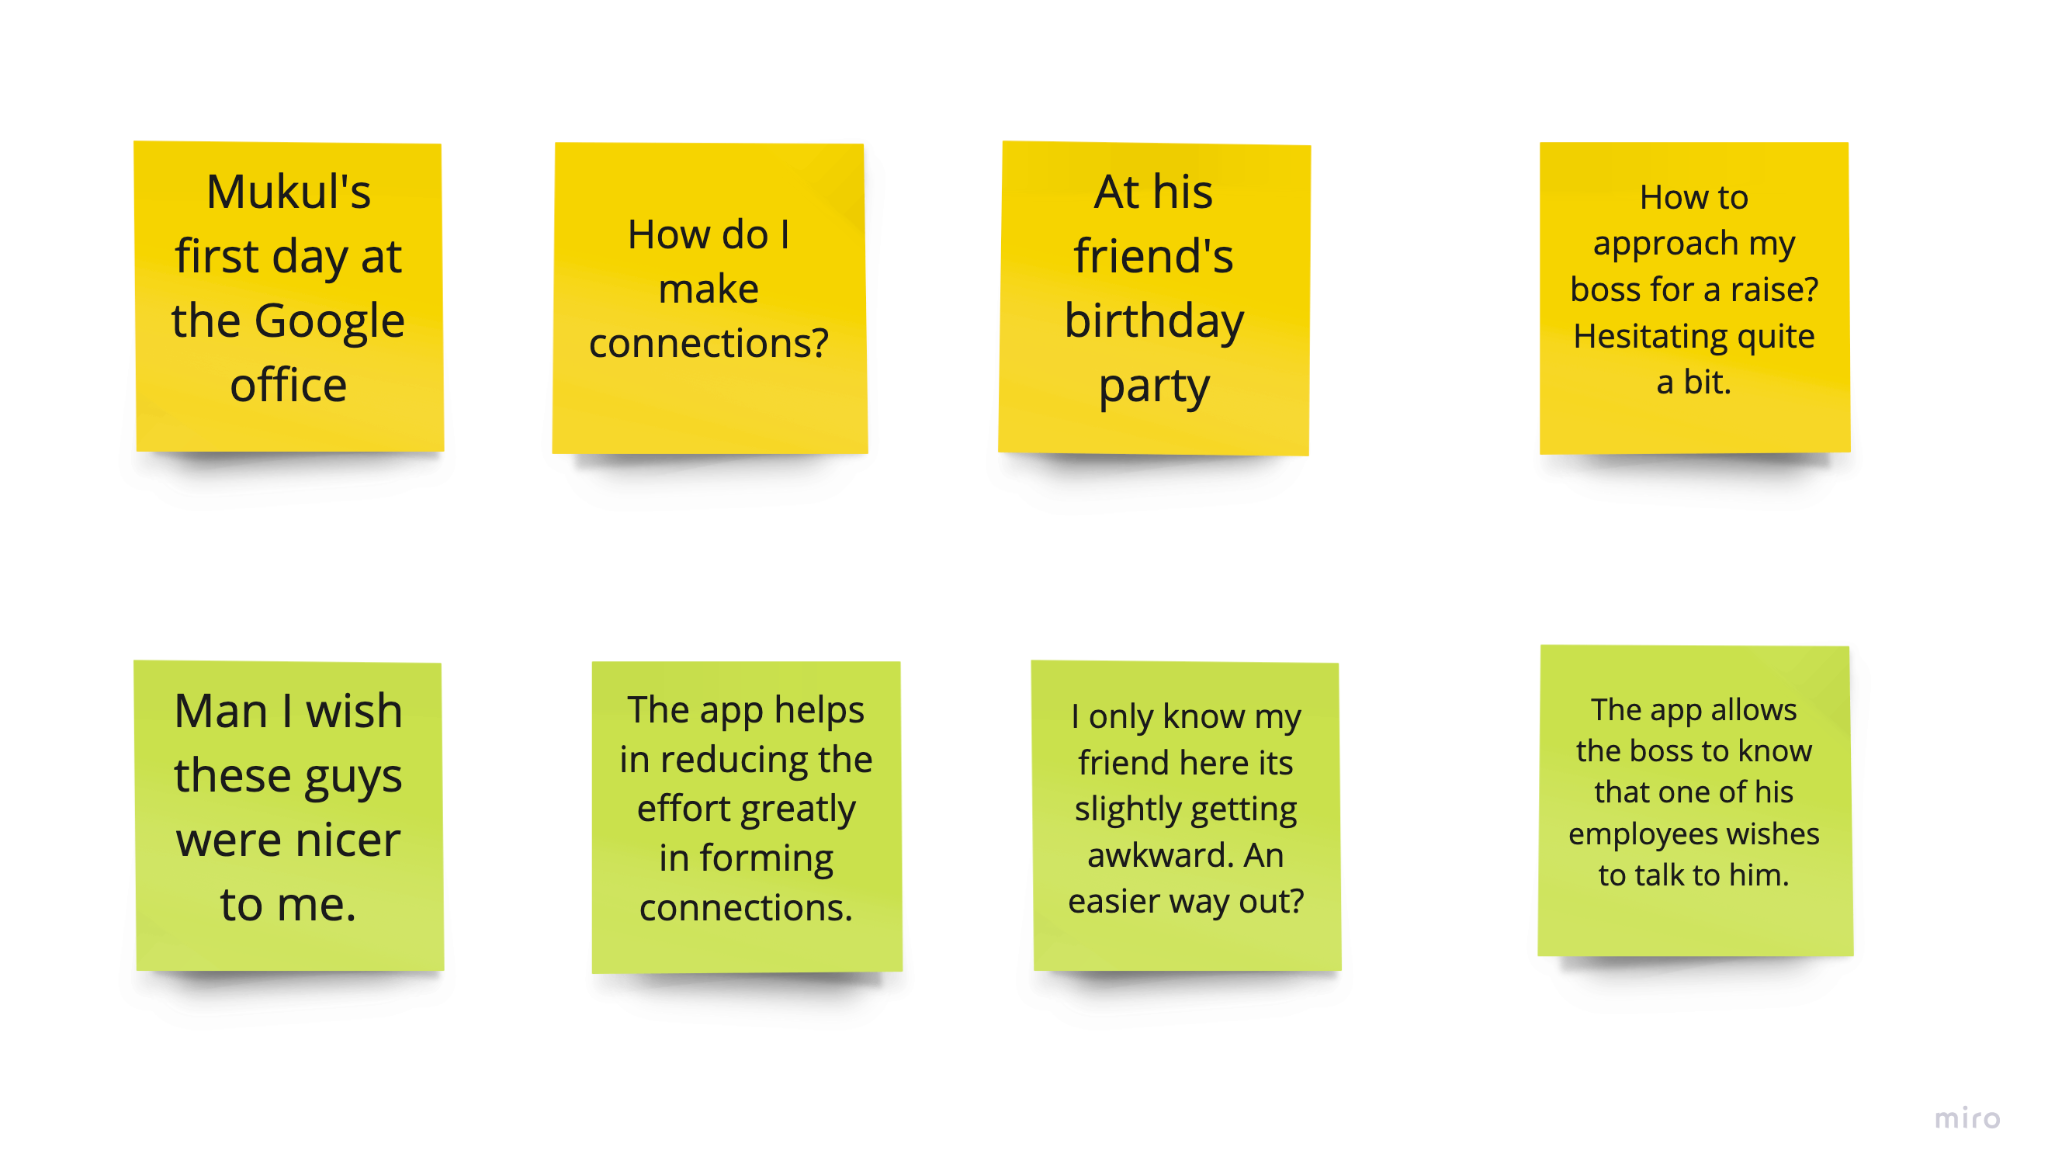 Mukul's
first day at
the Google
office
How do I
make
connections?
At his
friend's
birthday
party
How to
approach my
boss for a raise?
Hesitating quite
a bit.
Man I wish
these guys
were nicer
to me.
The app helps
in reducing the
effort greatly
in forming
connections.
I only know my
friend here its
slightly getting
awkward. An
easier way out?
The app allows
the boss to know
that one of his
employees wishes
to talk to him.
miro